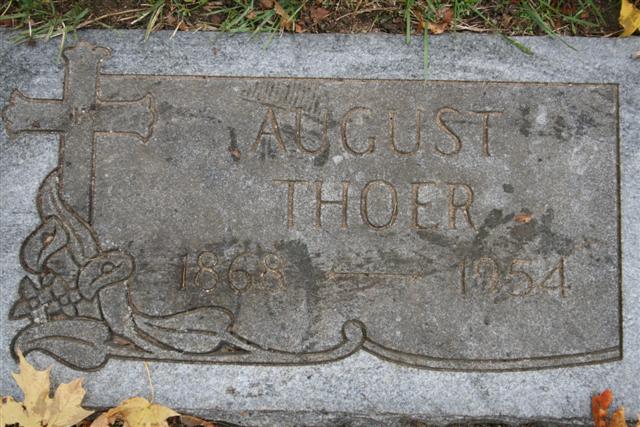 AUGUST
THOER
1868 — 1954